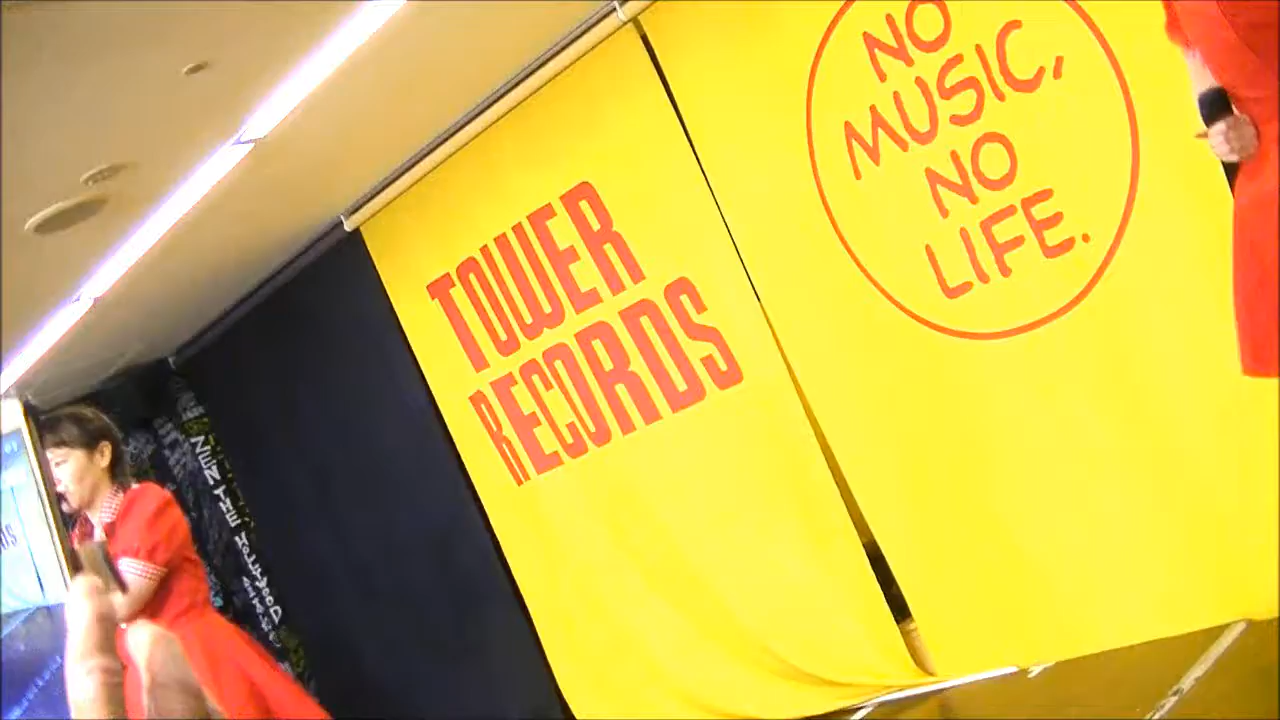 TOWER
RECORDS
NO
MUSIC,
NO
LIFE.